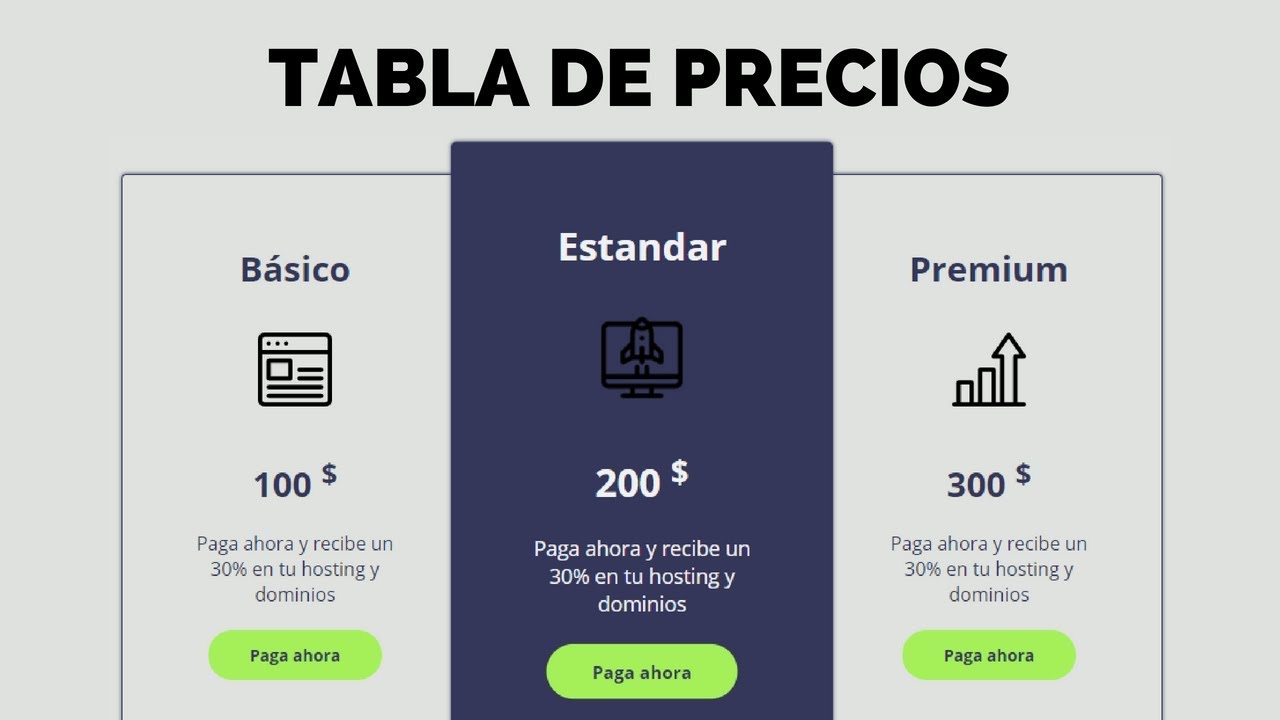 TABLA DE PRECIOS
Básico
100 $
Paga ahora y recibe un
30% en tu hosting y
dominios
Paga ahora
Estandar
200 $
Paga ahora y recibe un
30% en tu hosting y
dominios
Paga ahora
Premium
300 $
Paga ahora y recibe un
30% en tu hosting y
dominios
Paga ahora